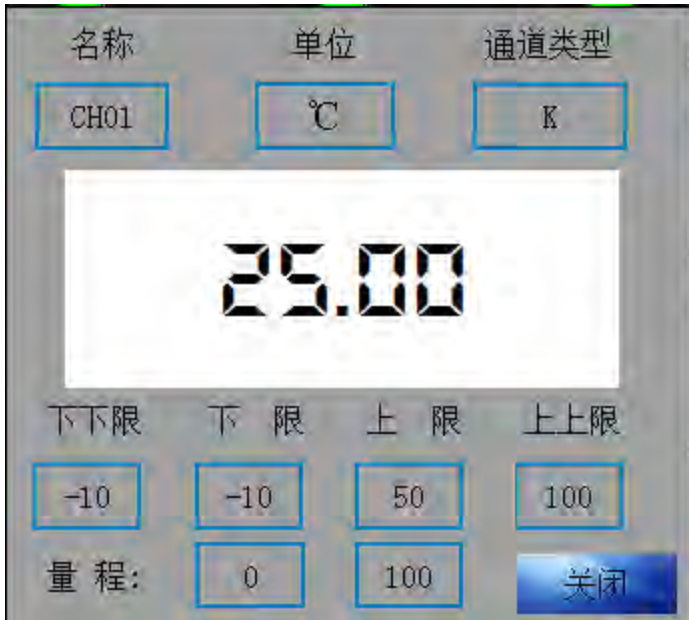 名称 单位 通道类型
CH01 ℃ K
25.00
下下限 下 限 上 限 上上限
-10 -10 50 100
量 程: 0 100 关闭